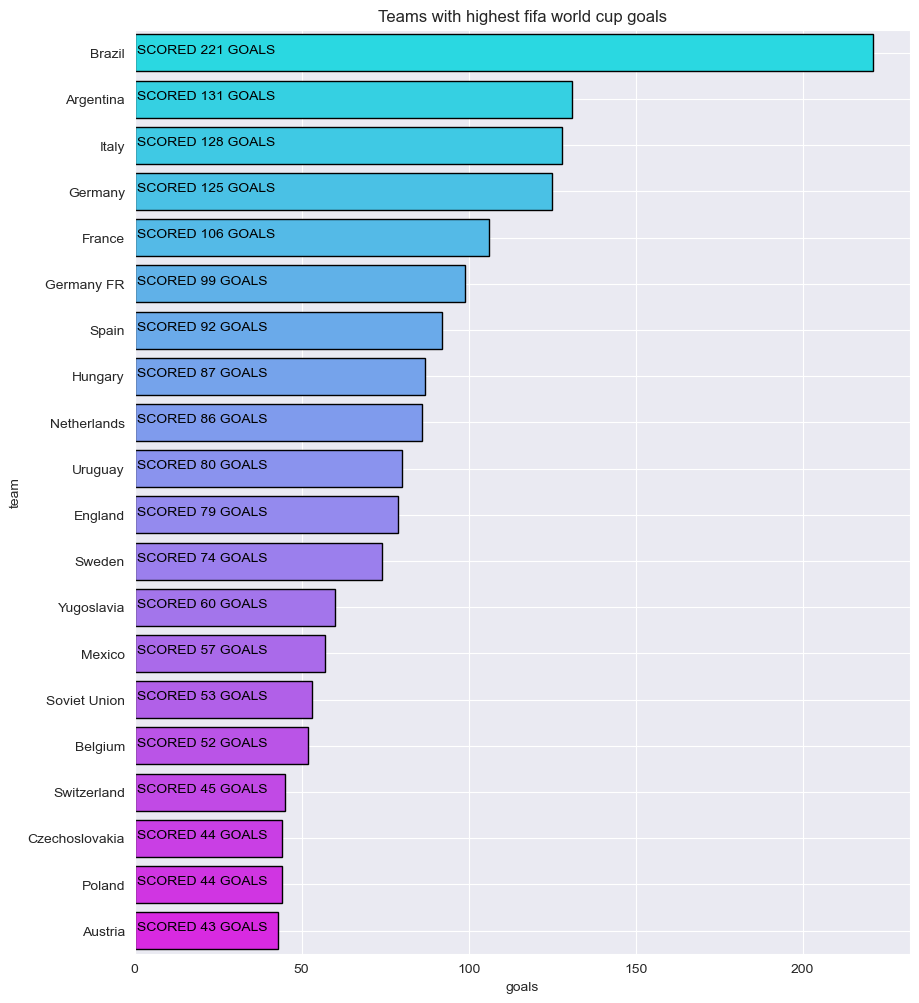 Teams with highest fifa world cup goals
Brazil SCORED 221 GOALS
Argentina SCORED 131 GOALS
Italy SCORED 128 GOALS
Germany SCORED 125 GOALS
France SCORED 106 GOALS
Germany FR SCORED 99 GOALS
Spain SCORED 92 GOALS
Hungary SCORED 87 GOALS
Netherlands SCORED 86 GOALS
Uruguay SCORED 80 GOALS
team
England SCORED 79 GOALS
Sweden SCORED 74 GOALS
Yugoslavia SCORED 60 GOALS
Mexico SCORED 57 GOALS
Soviet Union SCORED 53 GOALS
Belgium SCORED 52 GOALS
Switzerland SCORED 45 GOALS
Czechoslovakia SCORED 44 GOALS
Poland SCORED 44 GOALS
Austria SCORED 43 GOALS
0 50 100 150 200
goals